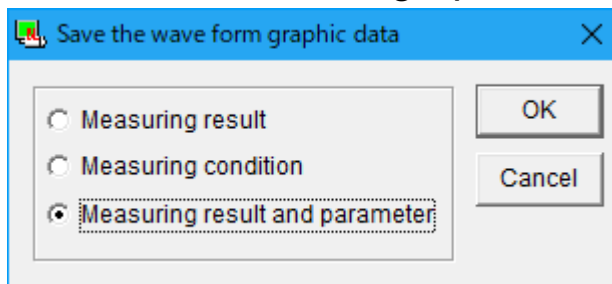 Save the wave form graphic data
Measuring result
OK
Measuring condition
Cancel
Measuring result and parameter